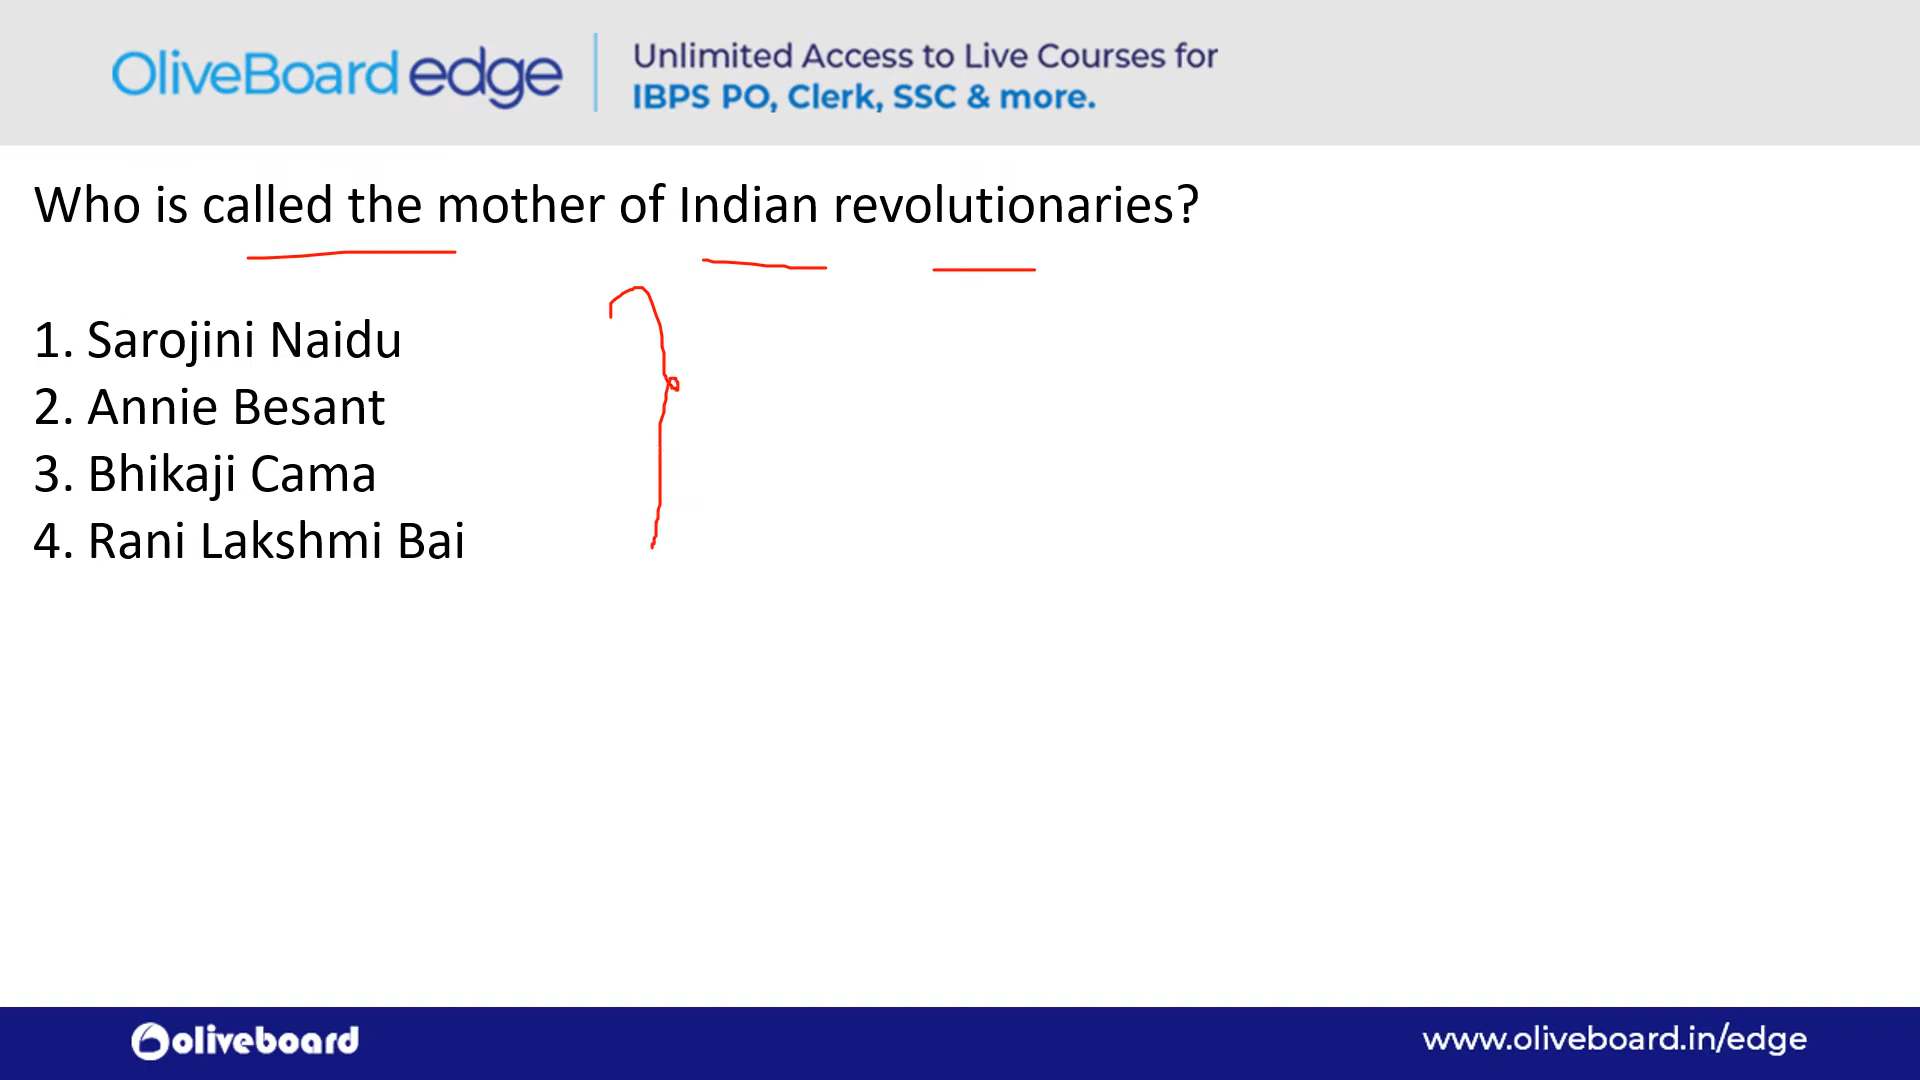 OliveBoard edge
Unlimited Access to Live Courses for
IBPS PO, Clerk, SSC & more.
Who is called the mother of Indian revolutionaries?
1. Sarojini Naidu
2. Annie Besant
3. Bhikaji Cama
4. Rani Lakshmi Bai
oliveboard
www.oliveboard.in/edge